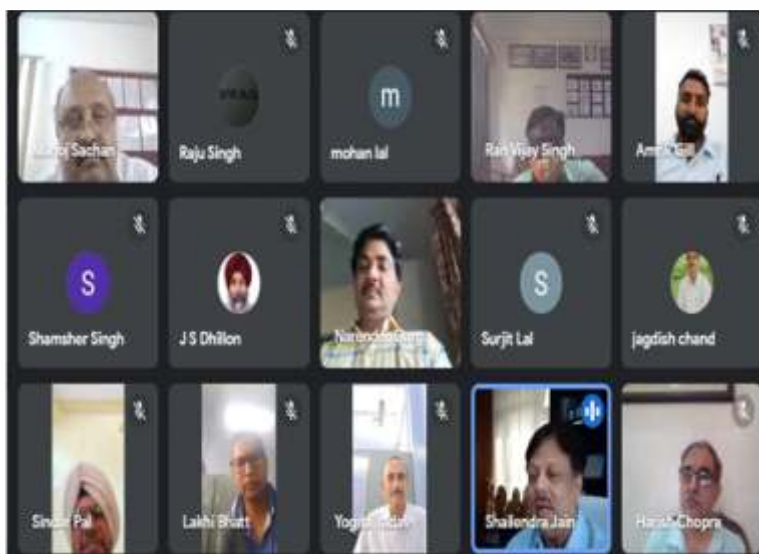 Sachan
Raju Singh
m
mohan lal
Ran Vijay Singh
S
Shamsher Singh
J S Dhillon
S
Surjit Lal
jagdish chand
Pal
Lakhi Bhatt
Shailendra Jain
Harish Chopra